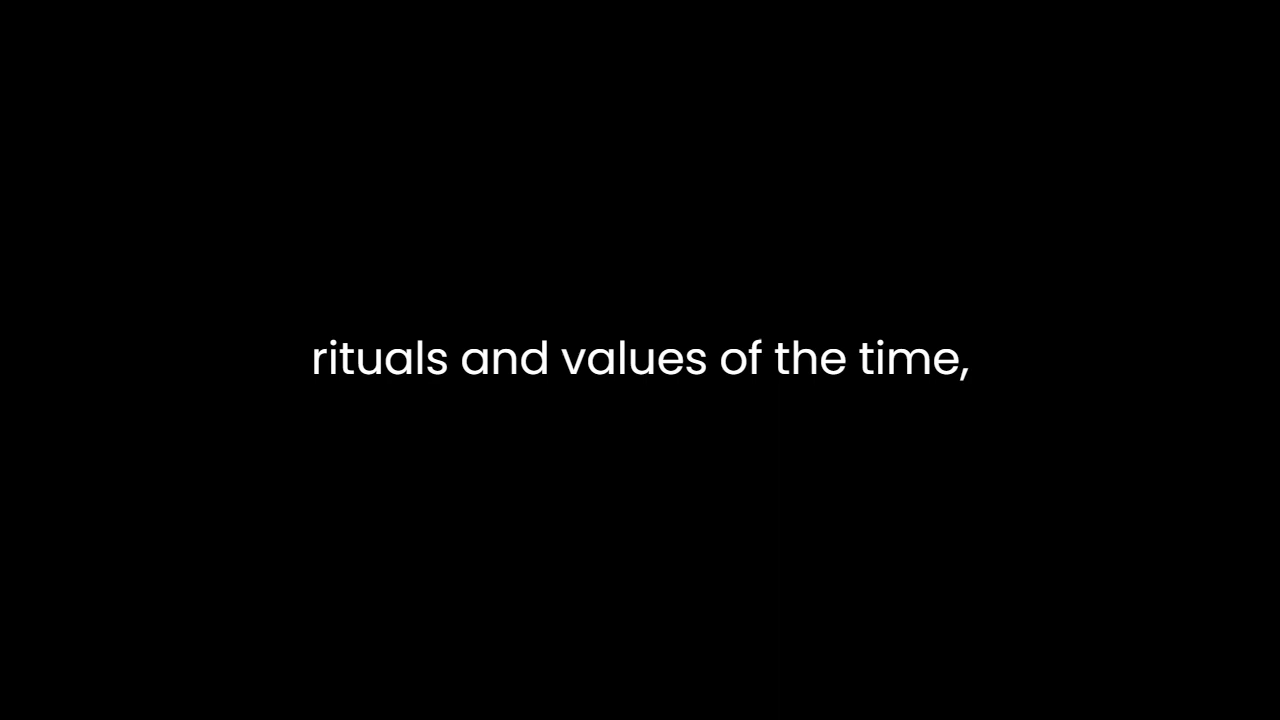 rituals and values of the time,